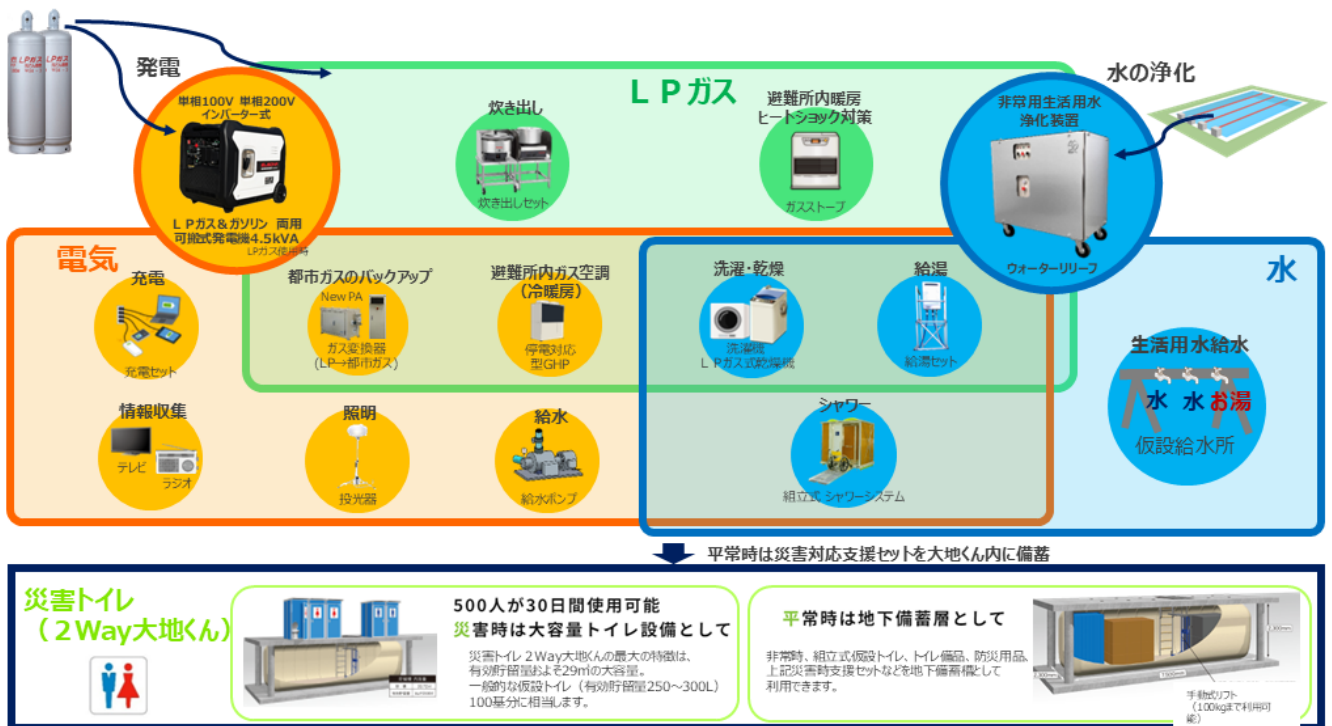 発電
LPガス
水の浄化
単相100V 単相200V
インバーター式
LPガス&ガソリン 両用
可搬式発電機4.5kVA
LPガス使用時
炊き出し
炊き出しセット
避難所内暖房
ヒートショック対策
ガスストーブ
非常用生活用水
浄化装置
ウォーターリリーフ
電気
水
充電
充電セット
都市ガスのバックアップ
New PA
ガス変換器
(LP→都市ガス)
避難所内ガス空調
(冷暖房)
停電対応
型GHP
洗濯・乾燥
洗濯機
LPガス式乾燥機
給湯
給湯セット
生活用水給水
水 水 お湯
仮設給水所
情報収集
テレビ
ラジオ
照明
投光器
給水
給水ポンプ
シャワー
組立式 シャワーシステム
平常時は災害対応支援セットを大地くん内に備蓄
災害トイレ
(2Way大地くん)
500人が30日間使用可能
災害時は大容量トイレ設備として
災害トイレ 2Way大地くんの最大の特徴は、
有効貯留量およそ29㎥の大容量。
一般的な仮設トイレ(有効貯留量250~300L)
100基分に相当します。
平常時は地下備蓄層として
非常時、組立式仮設トイレ、トイレ備品、防災用品、
上記災害時支援セットなどを地下備蓄槽として
利用できます。
手動式リフト
(100kgまで利用可
能)